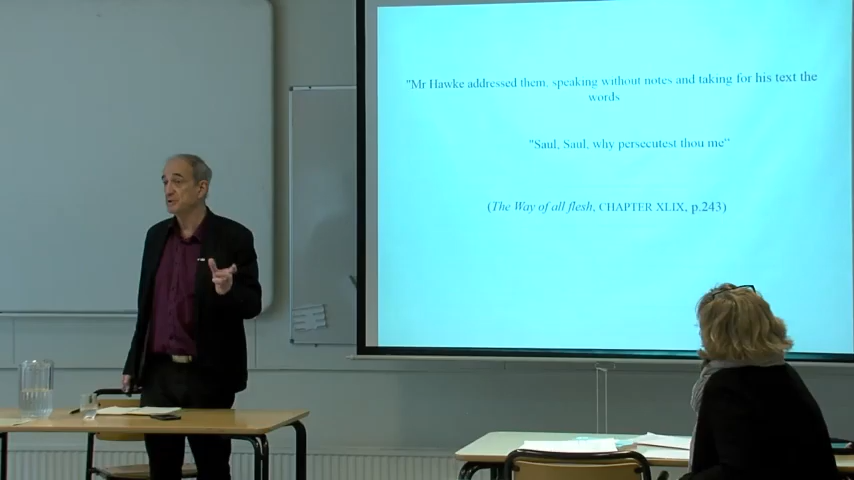 "Mr Hawke addressed them, speaking without notes and taking for his text the
words
"Saul, Saul, why persecutest thou me"
(The Way of all flesh, CHAPTER XLIX, p.243)